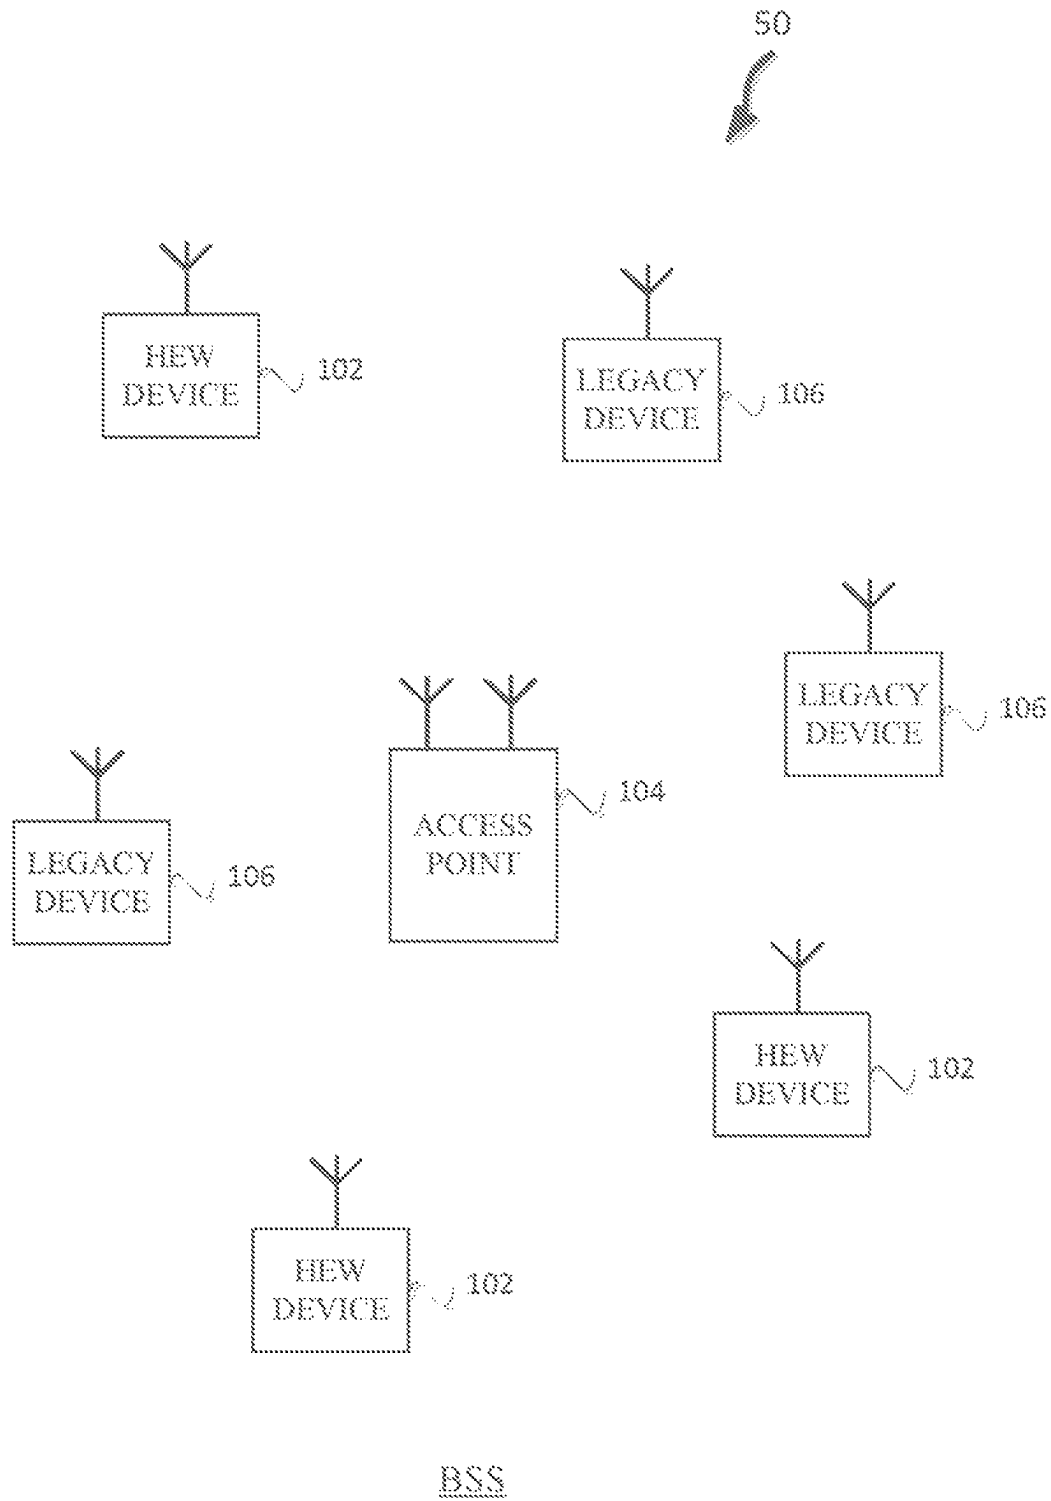 50
HEW
DEVICE
102
LEGACY
DEVICE
106
LEGACY
DEVICE
106
ACCESS
POINT
104
LEGACY
DEVICE
106
HEW
DEVICE
102
HEW
DEVICE
102
BSS